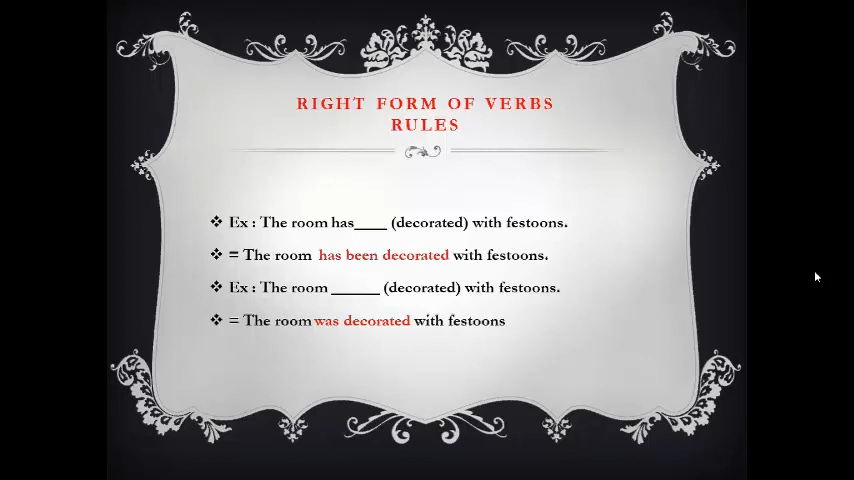 RIGHT FORM OF VERBS
RULES
❖ Ex : The room has____ (decorated) with festoons.
❖ = The room has been decorated with festoons.
❖ Ex : The room ______ (decorated) with festoons.
❖ = The room was decorated with festoons